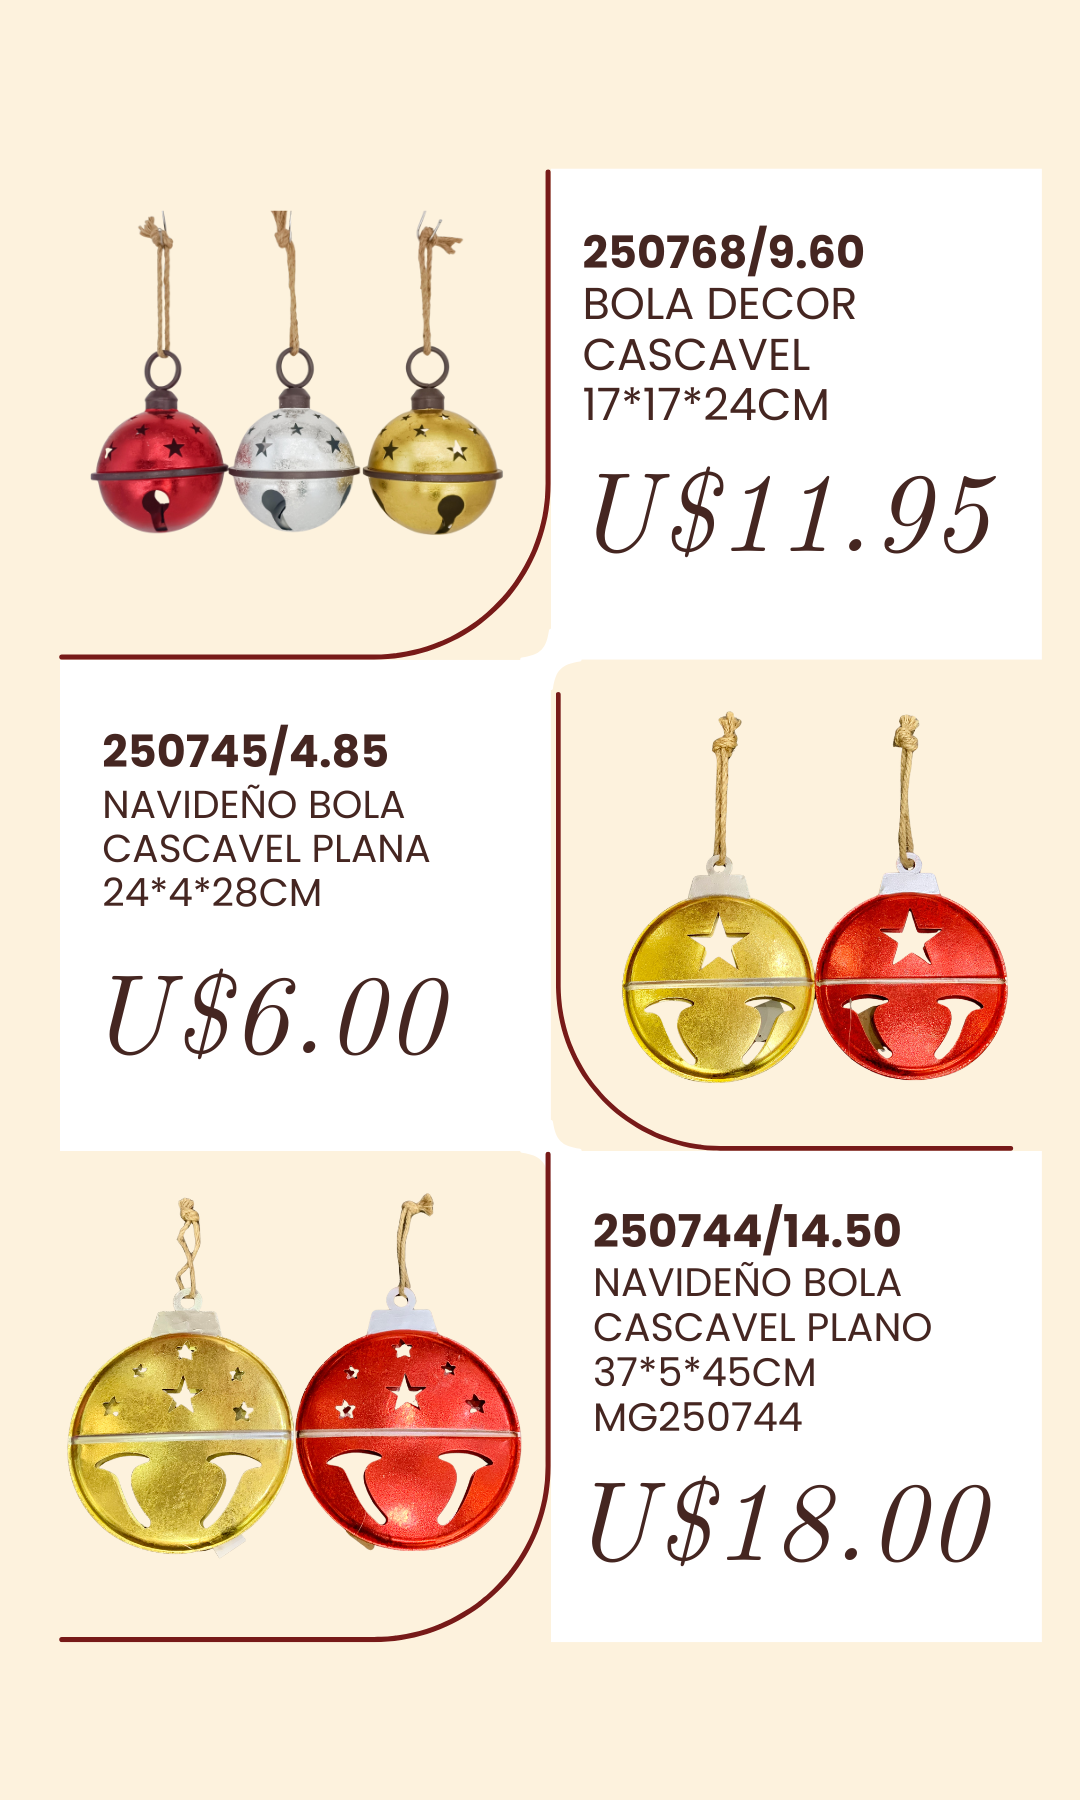 250768/9.60
BOLA DECOR
CASCAVEL
17*17*24CM
U$11.95
250745/4.85
NAVIDEÑO BOLA
CASCAVEL PLANA
24*4*28CM
U$6.00
250744/14.50
NAVIDEÑO BOLA
CASCAVEL PLANO
37*5*45CM
MG250744
U$18.00